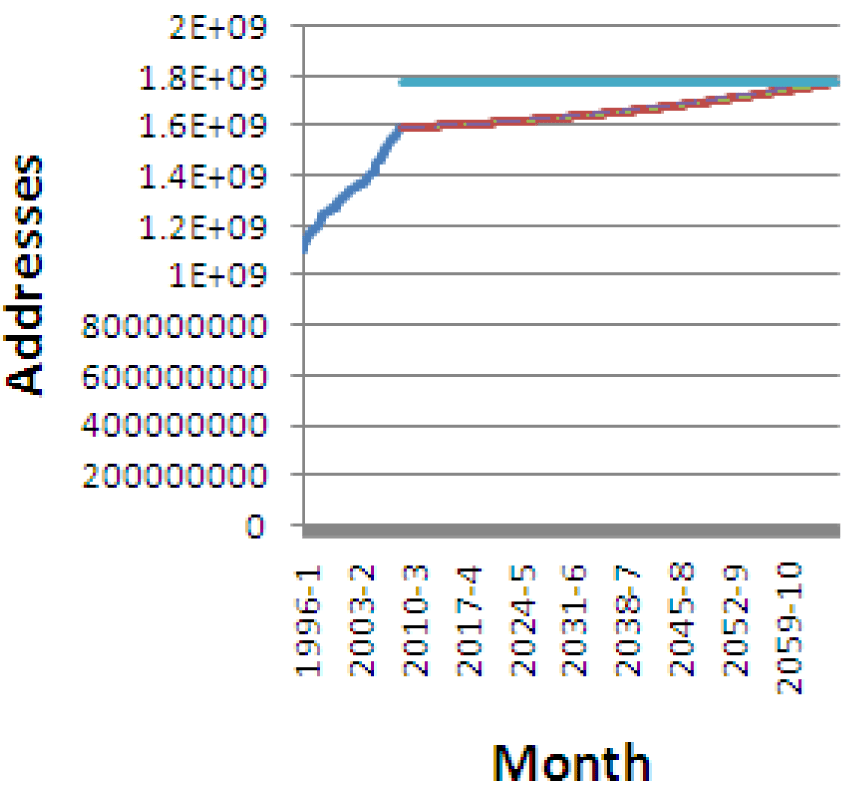 2E+09
1.8E+09
1.6E+09
1.4E+09
1.2E+09
1E+09
800000000
600000000
400000000
200000000
0
Addresses
1996-1
2003-2
2010-3
2017-4
2024-5
2031-6
2038-7
2045-8
2052-9
2059-10
Month